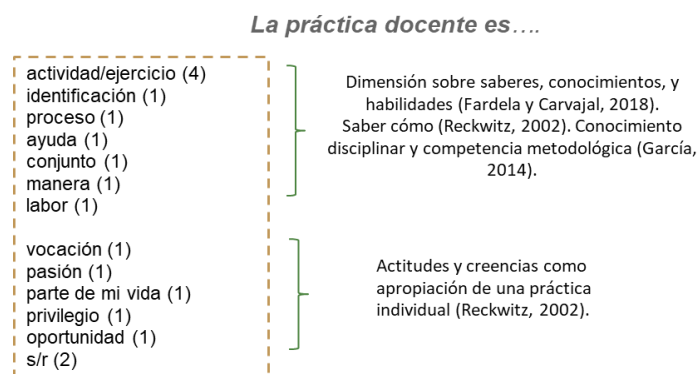 La práctica docente es….
actividad/ejercicio (4)
identificación (1)
proceso (1)
ayuda (1)
conjunto (1)
manera (1)
labor (1)
Dimensión sobre saberes, conocimientos, y
habilidades (Fardela y Carvajal, 2018).
Saber cómo (Reckwitz, 2002). Conocimiento
disciplinar y competencia metodológica (García,
2014).
vocación (1)
pasión (1)
parte de mi vida (1)
privilegio (1)
oportunidad (1)
s/r (2)
Actitudes y creencias como
apropiación de una práctica
individual (Reckwitz, 2002).